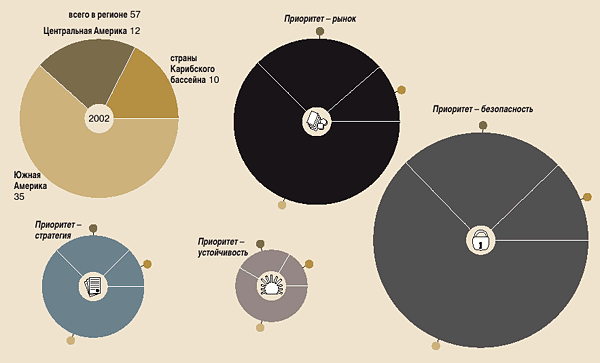 всего в регионе 57
Центральная Америка 12
страны
Карибского
бассейна 10
2002
Южная
Америка
35
Приоритет – рынок
Приоритет – безопасность
Приоритет –
стратегия
Приоритет –
устойчивость